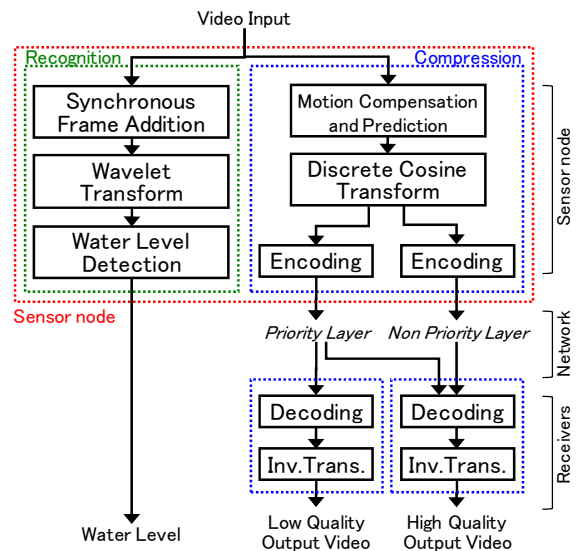 Video Input
Recognition
Compression
Synchronous
Frame Addition
Motion Compensation
and Prediction
Wavelet
Transform
Discrete Cosine
Transform
Water Level
Detection
Encoding
Encoding
Sensor node
Sensor node
Priority Layer
Non Priority Layer
Network
Decoding
Decoding
Inv.Trans.
Inv.Trans.
Receivers
Water Level
Low Quality
Output Video
High Quality
Output Video